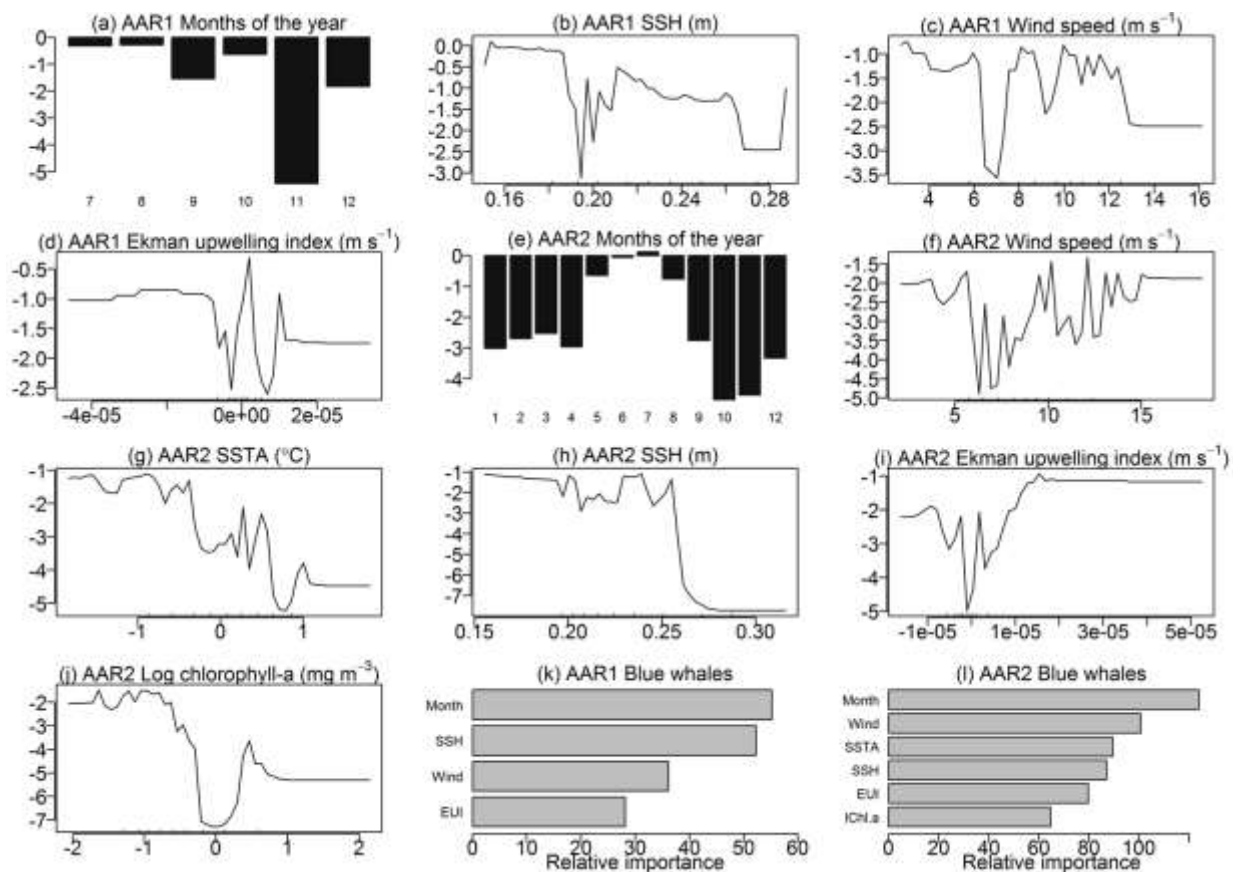 (a) AAR1 Months of the year
0
-1
-2
-3
-4
-5
7 8 9 10 11 12
(b) AAR1 SSH (m)
0.0
-0.5
-1.0
-1.5
-2.0
-2.5
-3.0
0.16 0.20 0.24 0.28
(c) AAR1 Wind speed (m s⁻¹)
-1.0
-1.5
-2.0
-2.5
-3.0
-3.5
4 6 8 10 12 14 16
(d) AAR1 Ekman upwelling index (m s⁻¹)
-0.5
-1.0
-1.5
-2.0
-2.5
-4e-05 0e+00 2e-05
(e) AAR2 Months of the year
0
-1
-2
-3
-4
1 2 3 4 5 6 7 8 9 10 12
(f) AAR2 Wind speed (m s⁻¹)
-1.5
-2.0
-2.5
-3.0
-3.5
-4.0
-4.5
-5.0
5 10 15
(g) AAR2 SSTA (°C)
-1
-2
-3
-4
-5
-1 0 1
(h) AAR2 SSH (m)
-1
-2
-3
-4
-5
-6
-7
0.15 0.20 0.25 0.30
(i) AAR2 Ekman upwelling index (m s⁻¹)
-1
-2
-3
-4
-5
-1e-05 1e-05 3e-05 5e-05
(j) AAR2 Log chlorophyll-a (mg m⁻³)
-2
-3
-4
-5
-6
-7
-2 -1 0 1 2
(k) AAR1 Blue whales
Month
SSH
Wind
EUI
0 10 20 30 40 50 60
Relative importance
(l) AAR2 Blue whales
Month
Wind
SSTA
SSH
EUI
lChl.a
0 20 40 60 80 100
Relative importance